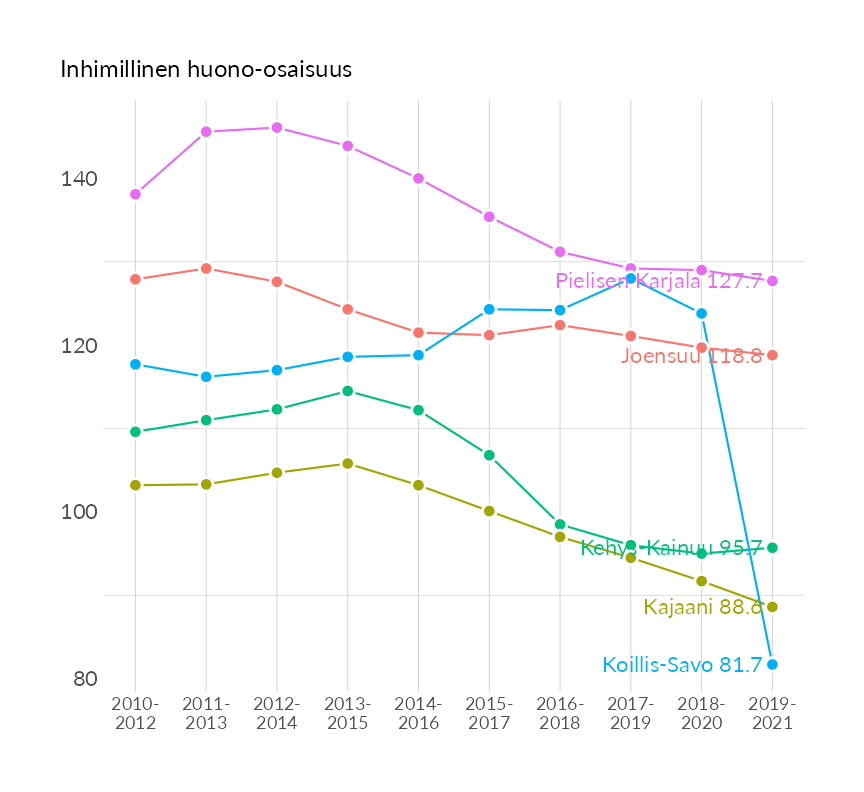 Inhimillinen huono-osaisuus
140
120
100
80
Pielisen Karjala 127.7
Joensuu 118.8
Kehys-Kainuu 95.7
Kajaani 88.6
Koillis-Savo 81.7
2010- 2011- 2012- 2013- 2014- 2015- 2016- 2017- 2018- 2019-
2012 2013 2014 2015 2016 2017 2018 2019 2020 2021